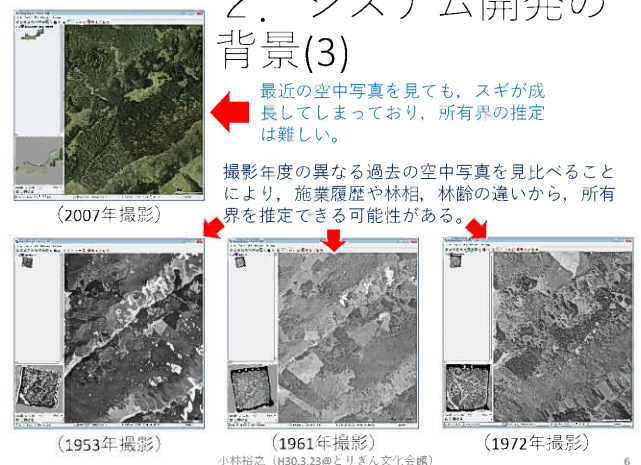 2．システム開発の
背景(3)
最近の空中写真を見ても，スギが成
長してしまっており，所有界の推定
は難しい。
撮影年度の異なる過去の空中写真を見比べること
により，施業履歴や林相，林齢の違いから，所有
界を推定できる可能性がある。
（2007年撮影）
（1953年撮影）
（1961年撮影）
（1972年撮影）
小林裕之（H30.3.23@とりぎん文化会館）
6